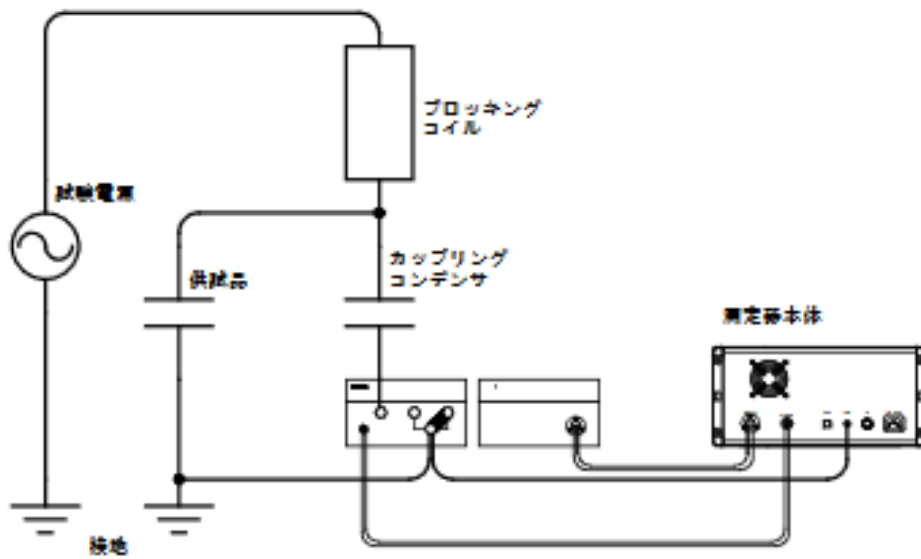 ブロッキング
コイル
試験電源
カップリング
コンデンサ
供試品
測定器本体
接地